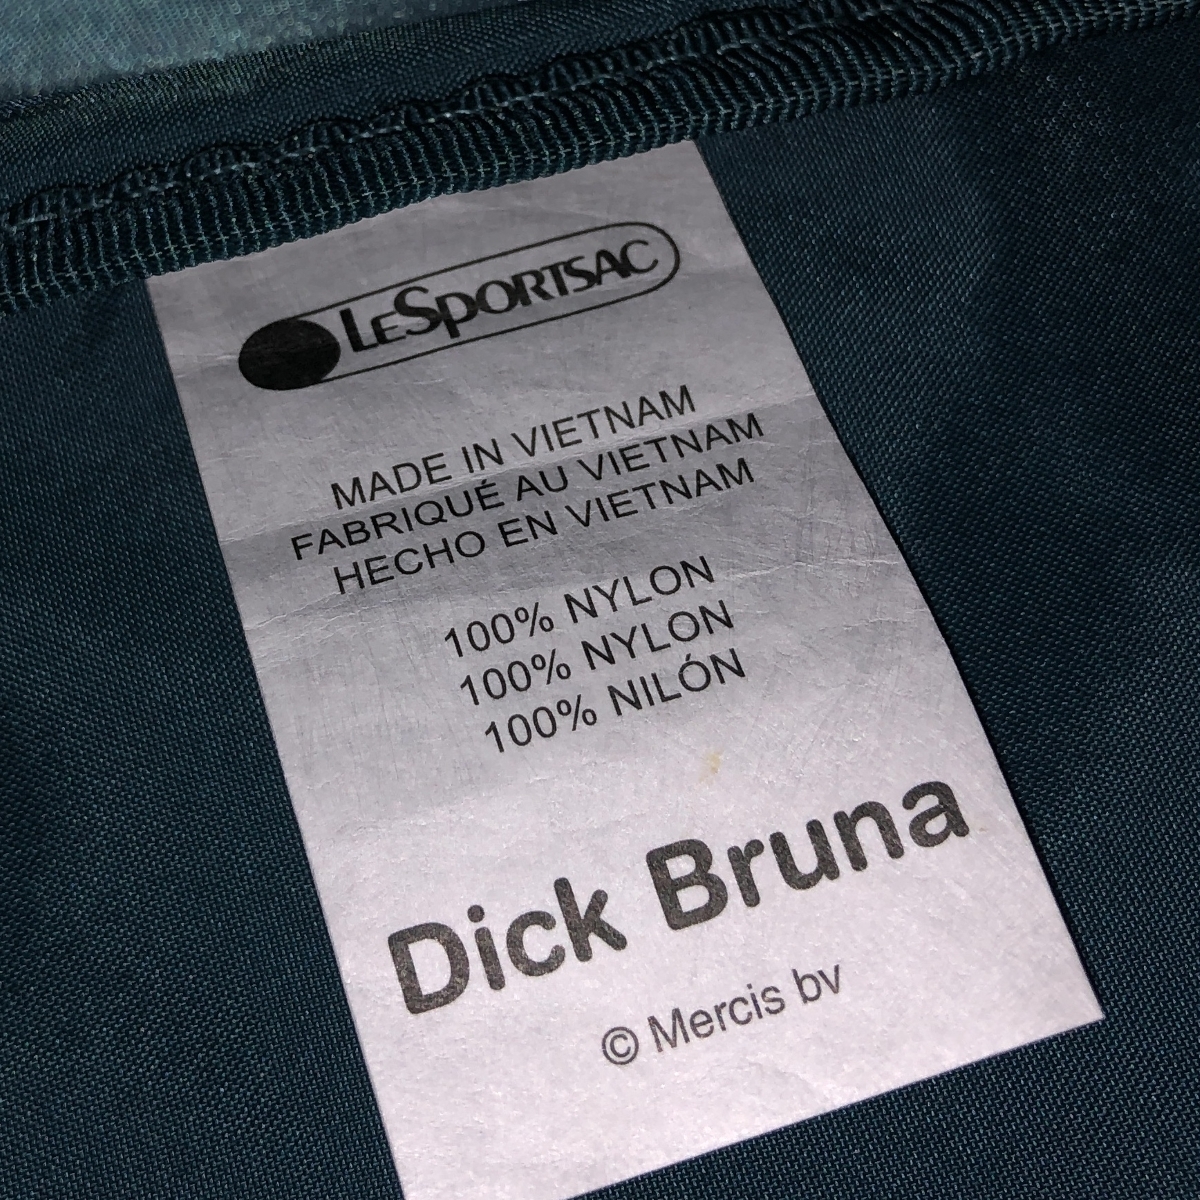 LESPORTSAC
MADE IN VIETNAM
FABRIQUÉ AU VIETNAM
HECHO EN VIETNAM
100% NYLON
100% NYLON
100% NILÓN
Dick Bruna
© Mercis bv